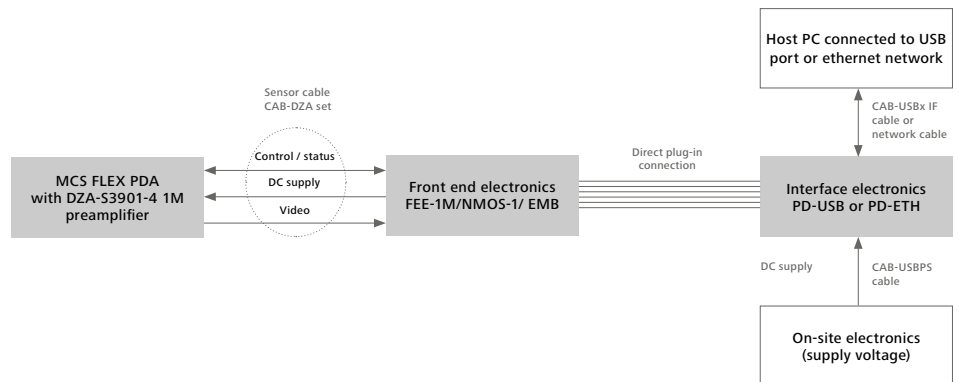 Host PC connected to USB
port or ethernet network
Sensor cable
CAB-DZA set
CAB-USBx IF
cable or
network cable
Control / status
Direct plug-in
connection
MCS FLEX PDA
with DZA-S3901-4 1M
preamplifier
DC supply
Front end electronics
FEE-1M/NMOS-1/ EMB
Interface electronics
PD-USB or PD-ETH
Video
DC supply
CAB-USBPS
cable
On-site electronics
(supply voltage)